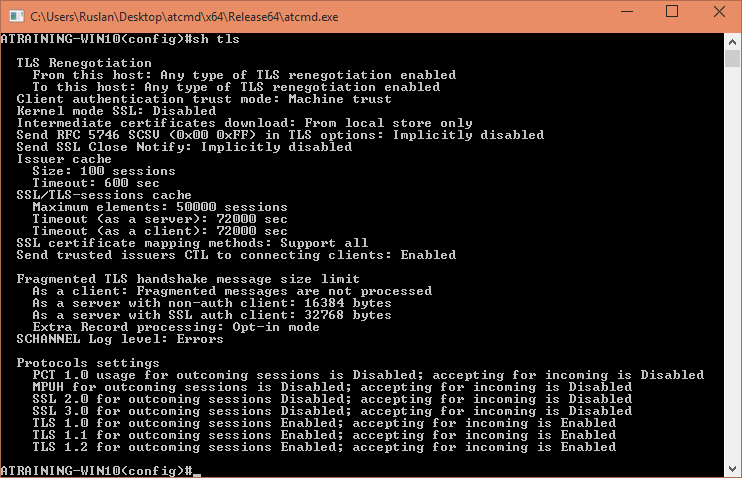 C:\Users\Ruslan\Desktop\atcmd\x64\Release64\atcmd.exe
ATRAINING-WIN10(config)#sh tls
TLS Renegotiation
From this host: Any type of TLS renegotiation enabled
To this host: Any type of TLS renegotiation enabled
Client authentication trust mode: Machine trust
Kernel mode SSL: Disabled
Intermediate certificates download: From local store only
Send RFC 5746 SCSV (0x00 0xFF) in TLS options: Implicitly disabled
Send SSL Close Notify: Implicitly disabled
Issuer cache
Size: 100 sessions
Timeout: 600 sec
SSL/TLS-sessions cache
Maximum elements: 50000 sessions
Timeout (as a server): 72000 sec
Timeout (as a client): 72000 sec
SSL certificate mapping methods: Support all
Send trusted issuers CTL to connecting clients: Enabled
Fragmented TLS handshake message size limit
As a client: Fragmented messages are not processed
As a server with non-auth client: 16384 bytes
As a server with SSL auth client: 32768 bytes
Extra Record processing: Opt-in mode
SCHANNEL Log level: Errors
Protocols settings
PCT 1.0 usage for outcoming sessions is Disabled; accepting for incoming is Disabled
MPUH for outcoming sessions is Disabled; accepting for incoming is Disabled
SSL 2.0 for outcoming sessions is Disabled; accepting for incoming is Disabled
SSL 3.0 for outcoming sessions is Disabled; accepting for incoming is Disabled
TLS 1.0 for outcoming sessions Enabled; accepting for incoming is Enabled
TLS 1.1 for outcoming sessions Enabled; accepting for incoming is Enabled
TLS 1.2 for outcoming sessions Enabled; accepting for incoming is Enabled
ATRAINING-WIN10(config)#_